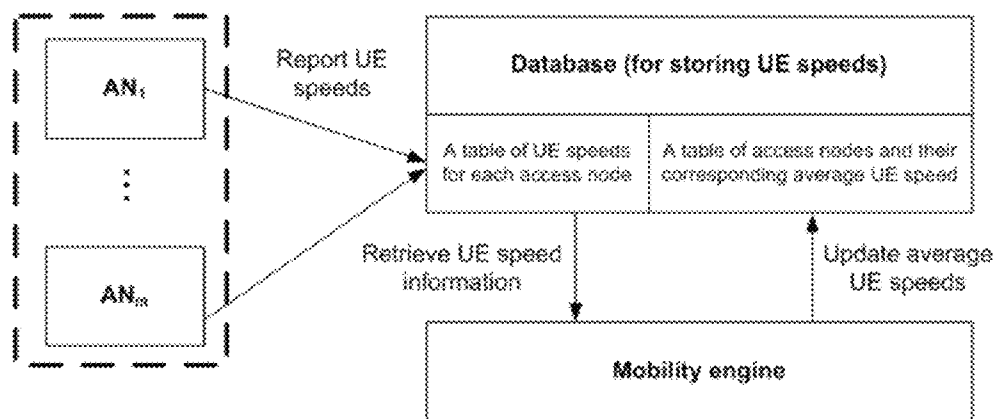 AN1
Report UE
speeds
Database (for storing UE speeds)
A table of UE speeds
for each access node
A table of access nodes and their
corresponding average UE speed
ANm
Retrieve UE speed
information
Update average
UE speeds
Mobility engine